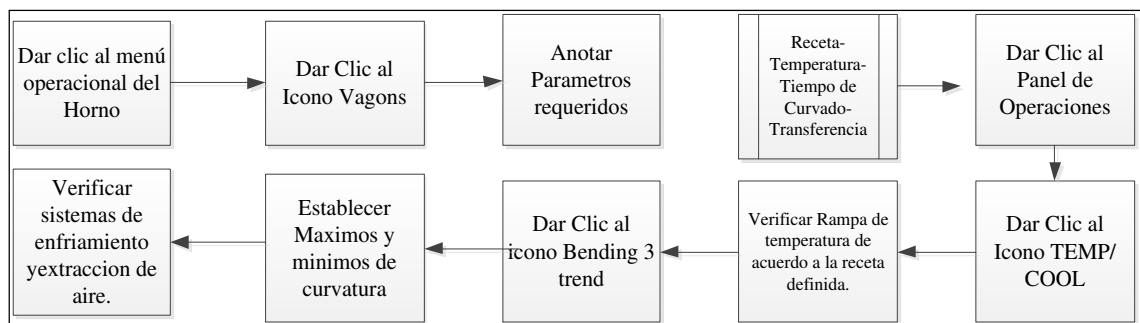 Dar clic al menú
operacional del
Horno
Dar Clic al
Icono Vagons
Anotar
Parametros
requeridos
Receta-
Temperatura-
Tiempo de
Curvado-
Transferencia
Dar Clic al
Panel de
Operaciones
Dar Clic al
Icono TEMP/
COOL
Verificar Rampa de
temperatura de
acuerdo a la receta
definida.
Dar Clic al
icono Bending 3
trend
Establecer
Maximos y
minimos de
curvatura
Verificar
sistemas de
enfriamiento
yextraccion de
aire.